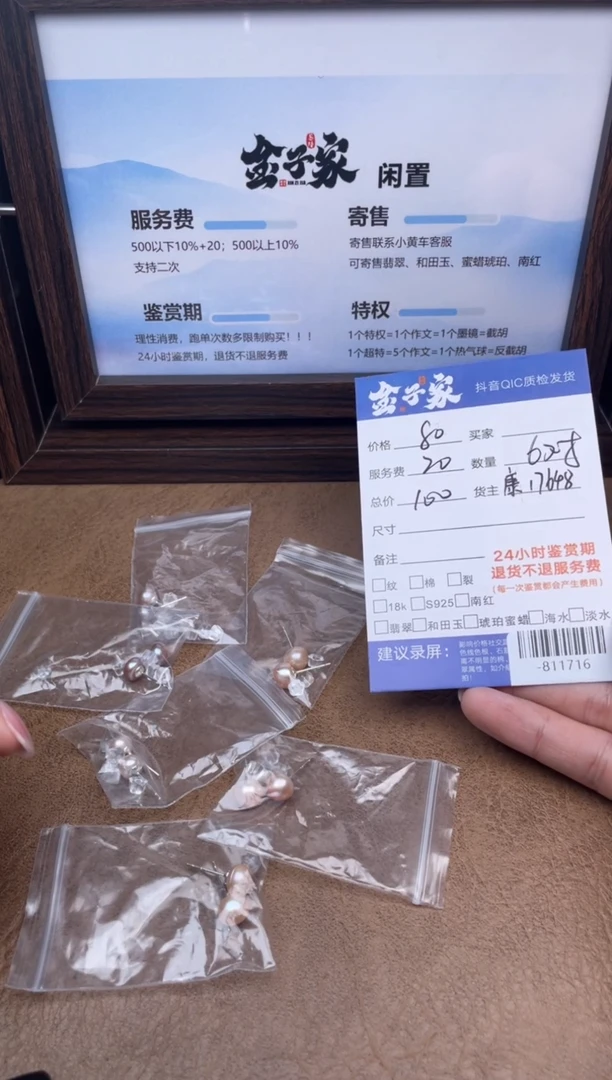 金子家 闲置
服务费
500以下10%+20；500以上10%
支持二次
寄售
寄售联系小黄车客服
可寄售翡翠、和田玉、蜜蜡琥珀、南红
鉴赏期
理性消费，跑单次数多限制购买！！！
24小时鉴赏期，退货不退服务费
特权
1个特权=1个作文=1个墨镜=截胡
1个超特=5个作文=1个热气球=反截胡
金子家 抖音QIC质检发货
价格 80 买家
服务费 20 数量
总价 100 货主 康17648
尺寸
备注
24小时鉴赏期
退货不退服务费
(每一次鉴赏都会产生费用)
纹 棉 裂
18k S925 南红
翡翠 和田玉 琥珀蜜蜡 海水 淡水
建议录屏：
-811716